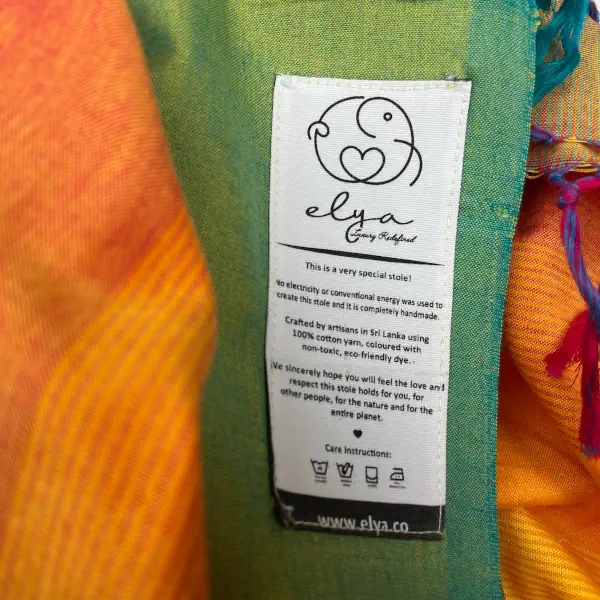 elya
Luxury Redefined
This is a very special stole!
No electricity or conventional energy was used to
create this stole and it is completely handmade.
Crafted by artisans in Sri Lanka using
100% cotton yarn, coloured with
non-toxic, eco-friendly dye.
We sincerely hope you will feel the love and
respect this stole holds for you, for
other people, for the nature and for the
entire planet.
Care Instructions:
www.elya.co